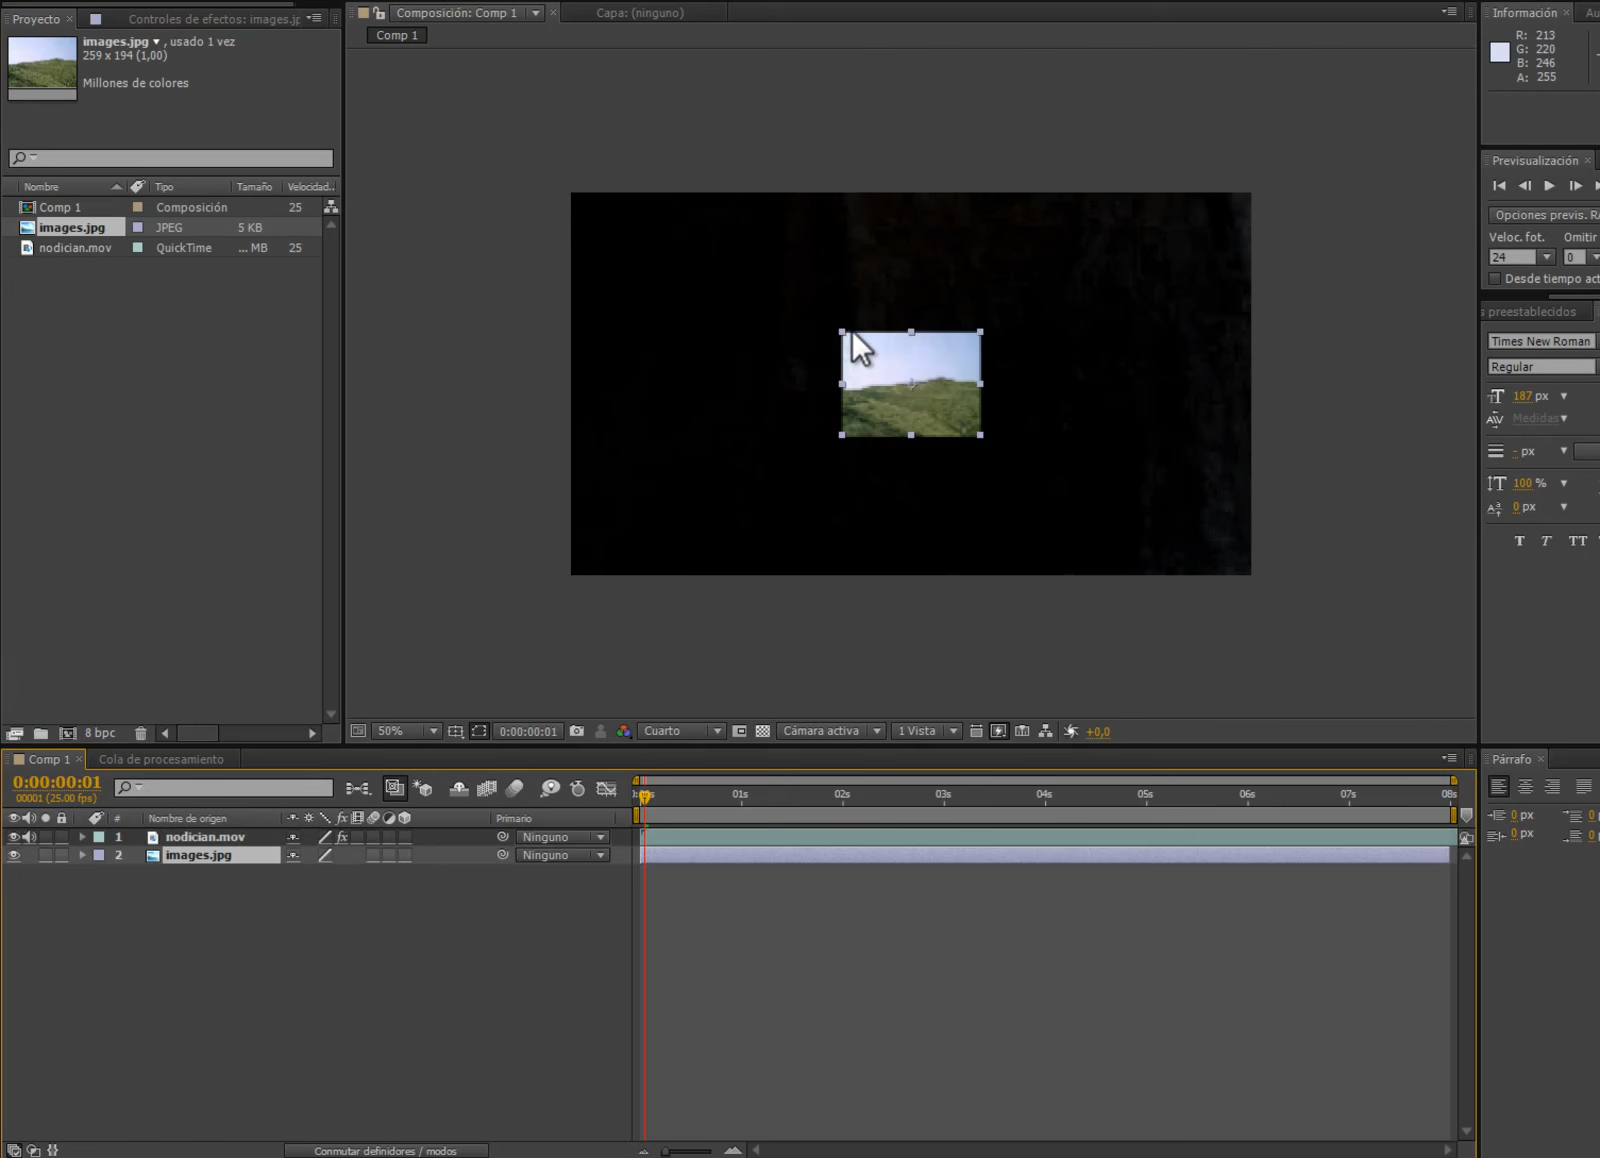 Proyecto
Controles de efectos: images.jp
images.jpg , usado 1 vez
259 x 194 (1,00)
Millones de colores
Nombre Tipo Tamaño Velocidad..
Comp 1 Composición 25
images.jpg JPEG 5 KB
nodician.mov QuickTime ... MB 25
8 bpc
Composición: Comp 1
Capa: (ninguno)
Comp 1
50% 0:00:00:01 Cuarto Cámara activa 1 Vista +0,0
Información
Au
R: 213
G: 220
B: 246
A: 255
Previsualización
Opciones previs. RA
Veloc. fot. Omitir
24 0
Desde tiempo act
s preestablecidos
Times New Roman
Regular
187 px
Medidas
- px
100 %
0 px
T T TT
Comp 1
Cola de procesamiento
0:00:00:01
00001 (25.00 fps)
# Nombre de origen fx Primario
1 nodician.mov fx Ninguno
2 images.jpg Ninguno
01s 02s 03s 04s 05s 06s 07s 08s
Conmutar definidores / modos
Párrafo
0 px
0 px